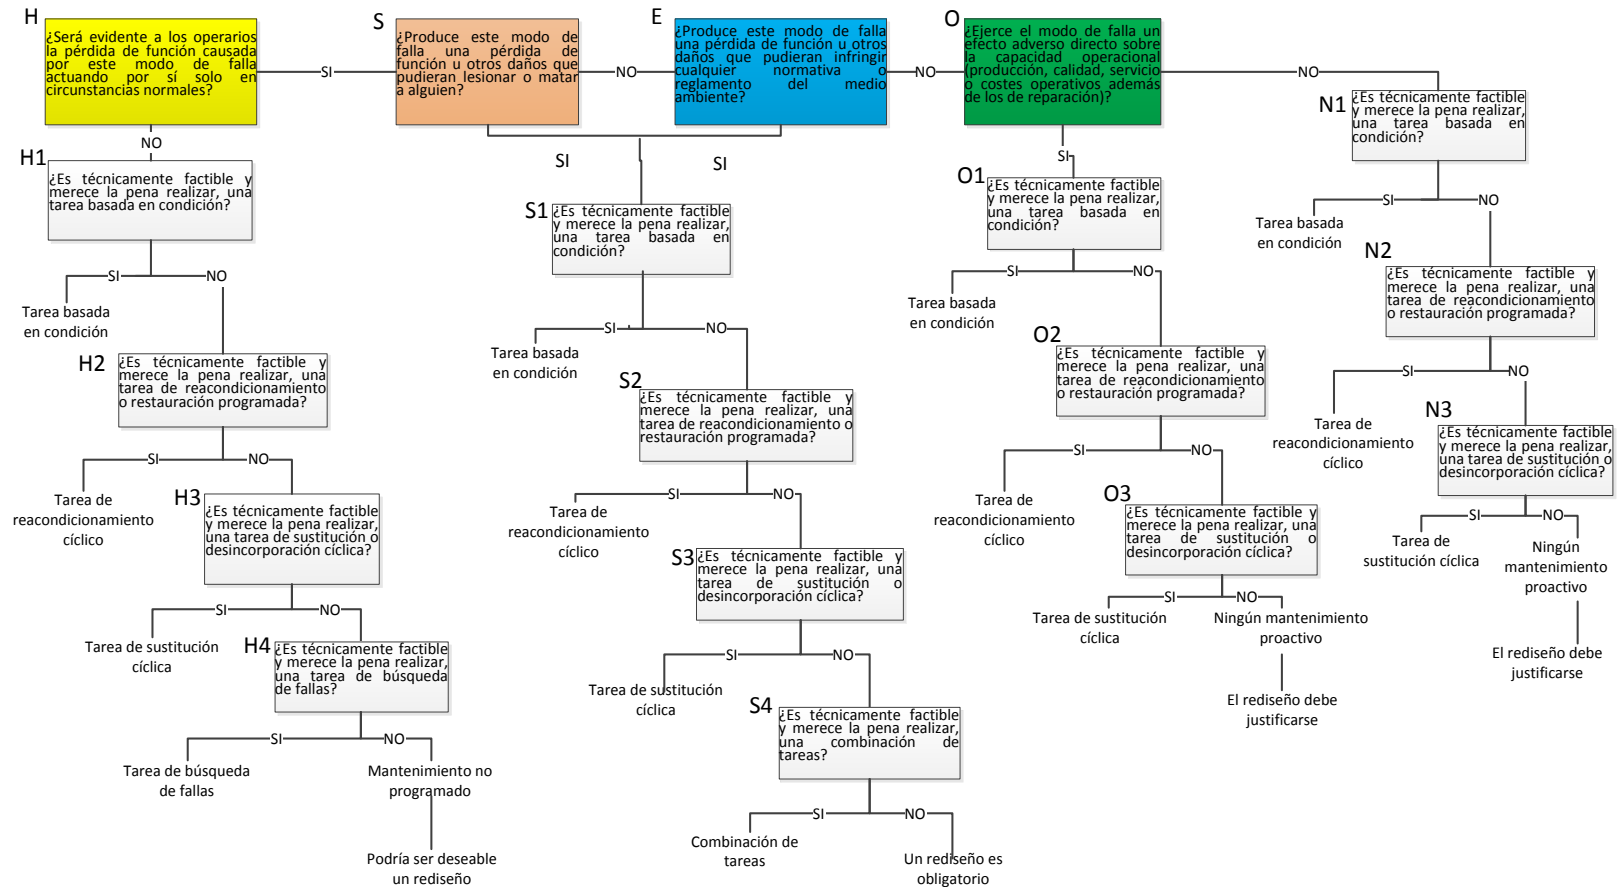 H
¿Será evidente a los operarios
la pérdida de función causada
por este modo de falla
actuando por sí solo en
circunstancias normales?
SI
NO
S
¿Produce este modo de
falla una pérdida de
función u otros daños que
pudieran lesionar o matar
a alguien?
NO
SI
E
¿Produce este modo de falla
una pérdida de función u otros
daños que pudieran infringir
cualquier normativa o
reglamento del medio
ambiente?
NO
SI
O
¿Ejerce el modo de falla un
efecto adverso directo sobre
la capacidad operacional
(producción, calidad, servicio
o costes operativos además
de los de reparación)?
NO
SI
H1
¿Es técnicamente factible y
merece la pena realizar, una
tarea basada en condición?
SI
NO
Tarea basada
en condición
H2
¿Es técnicamente factible y
merece la pena realizar, una
tarea de reacondicionamiento
o restauración programada?
SI
NO
Tarea de
reacondicionamiento
cíclico
H3
¿Es técnicamente factible
y merece la pena realizar,
una tarea de sustitución o
desincorporación cíclica?
SI
NO
Tarea de sustitución
cíclica
H4
¿Es técnicamente factible
y merece la pena realizar,
una tarea de búsqueda
de fallas?
SI
NO
Tarea de búsqueda
de fallas
Mantenimiento no
programado
Podría ser deseable
un rediseño
S1
¿Es técnicamente factible
y merece la pena realizar,
una tarea basada en
condición?
SI
NO
Tarea basada
en condición
S2
¿Es técnicamente factible y
merece la pena realizar, una
tarea de reacondicionamiento o
restauración programada?
SI
NO
Tarea de
reacondicionamiento
cíclico
S3
¿Es técnicamente factible y
merece la pena realizar, una
tarea de sustitución o
desincorporación cíclica?
SI
NO
Tarea de sustitución
cíclica
S4
¿Es técnicamente factible
y merece la pena realizar,
una combinación de
tareas?
SI
NO
Combinación de
tareas
Un rediseño es
obligatorio
O1
¿Es técnicamente factible
y merece la pena realizar,
una tarea basada en
condición?
SI
NO
Tarea basada
en condición
O2
¿Es técnicamente factible y
merece la pena realizar, una
tarea de reacondicionamiento
o restauración programada?
SI
NO
Tarea de
reacondicionamiento
cíclico
O3
¿Es técnicamente factible y
merece la pena realizar, una
tarea de sustitución o
desincorporación cíclica?
SI
NO
Tarea de sustitución
cíclica
Ningún mantenimiento
proactivo
El rediseño debe
justificarse
N1
¿Es técnicamente factible
y merece la pena realizar,
una tarea basada en
condición?
SI
NO
Tarea basada
en condición
N2
¿Es técnicamente factible y
merece la pena realizar, una
tarea de reacondicionamiento
o restauración programada?
SI
NO
Tarea de
reacondicionamiento
cíclico
N3
¿Es técnicamente factible
y merece la pena realizar,
una tarea de sustitución o
desincorporación cíclica?
SI
NO
Tarea de
sustitución cíclica
Ningún
mantenimiento
proactivo
El rediseño debe
justificarse